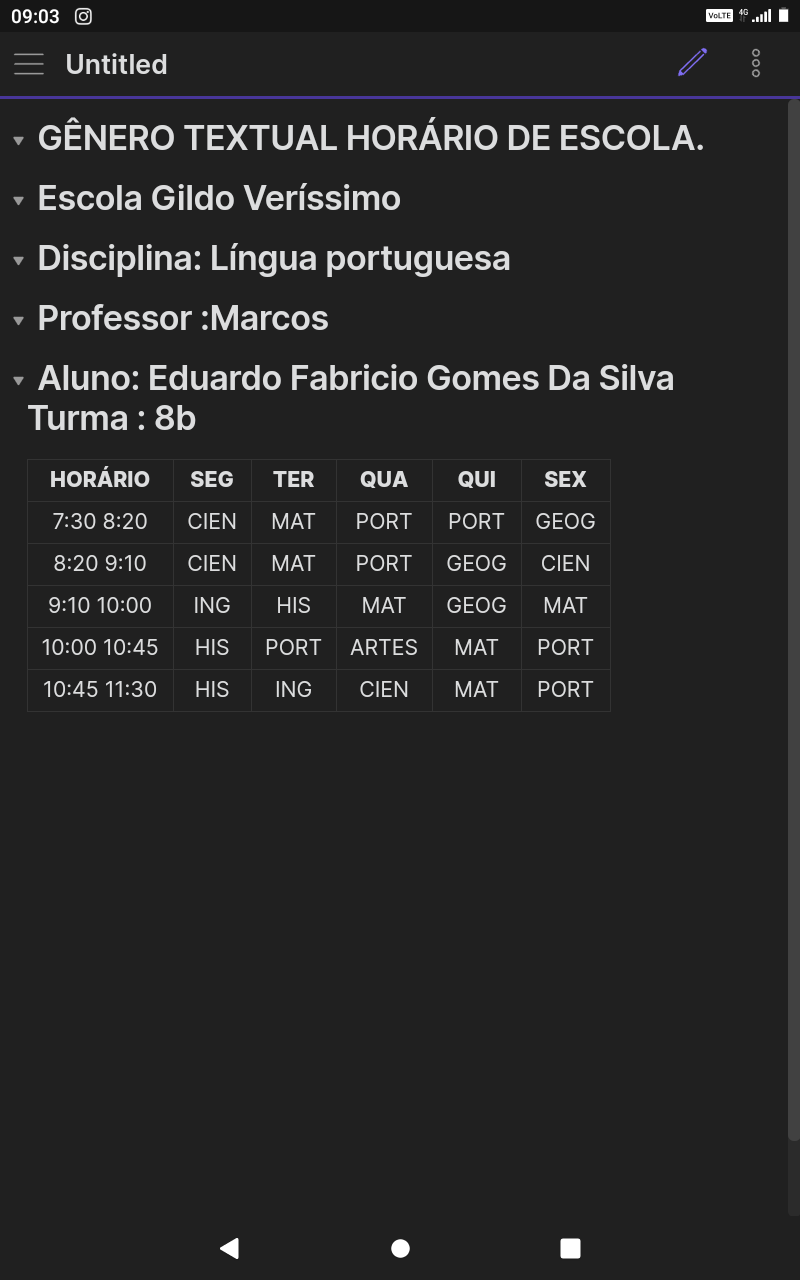 09:03
VoLTE 4G
Untitled
GÊNERO TEXTUAL HORÁRIO DE ESCOLA.
Escola Gildo Veríssimo
Disciplina: Língua portuguesa
Professor :Marcos
Aluno: Eduardo Fabricio Gomes Da Silva
Turma : 8b
HORÁRIO SEG TER QUA QUI SEX
7:30 8:20 CIEN MAT PORT PORT GEOG
8:20 9:10 CIEN MAT PORT GEOG CIEN
9:10 10:00 ING HIS MAT GEOG MAT
10:00 10:45 HIS PORT ARTES MAT PORT
10:45 11:30 HIS ING CIEN MAT PORT